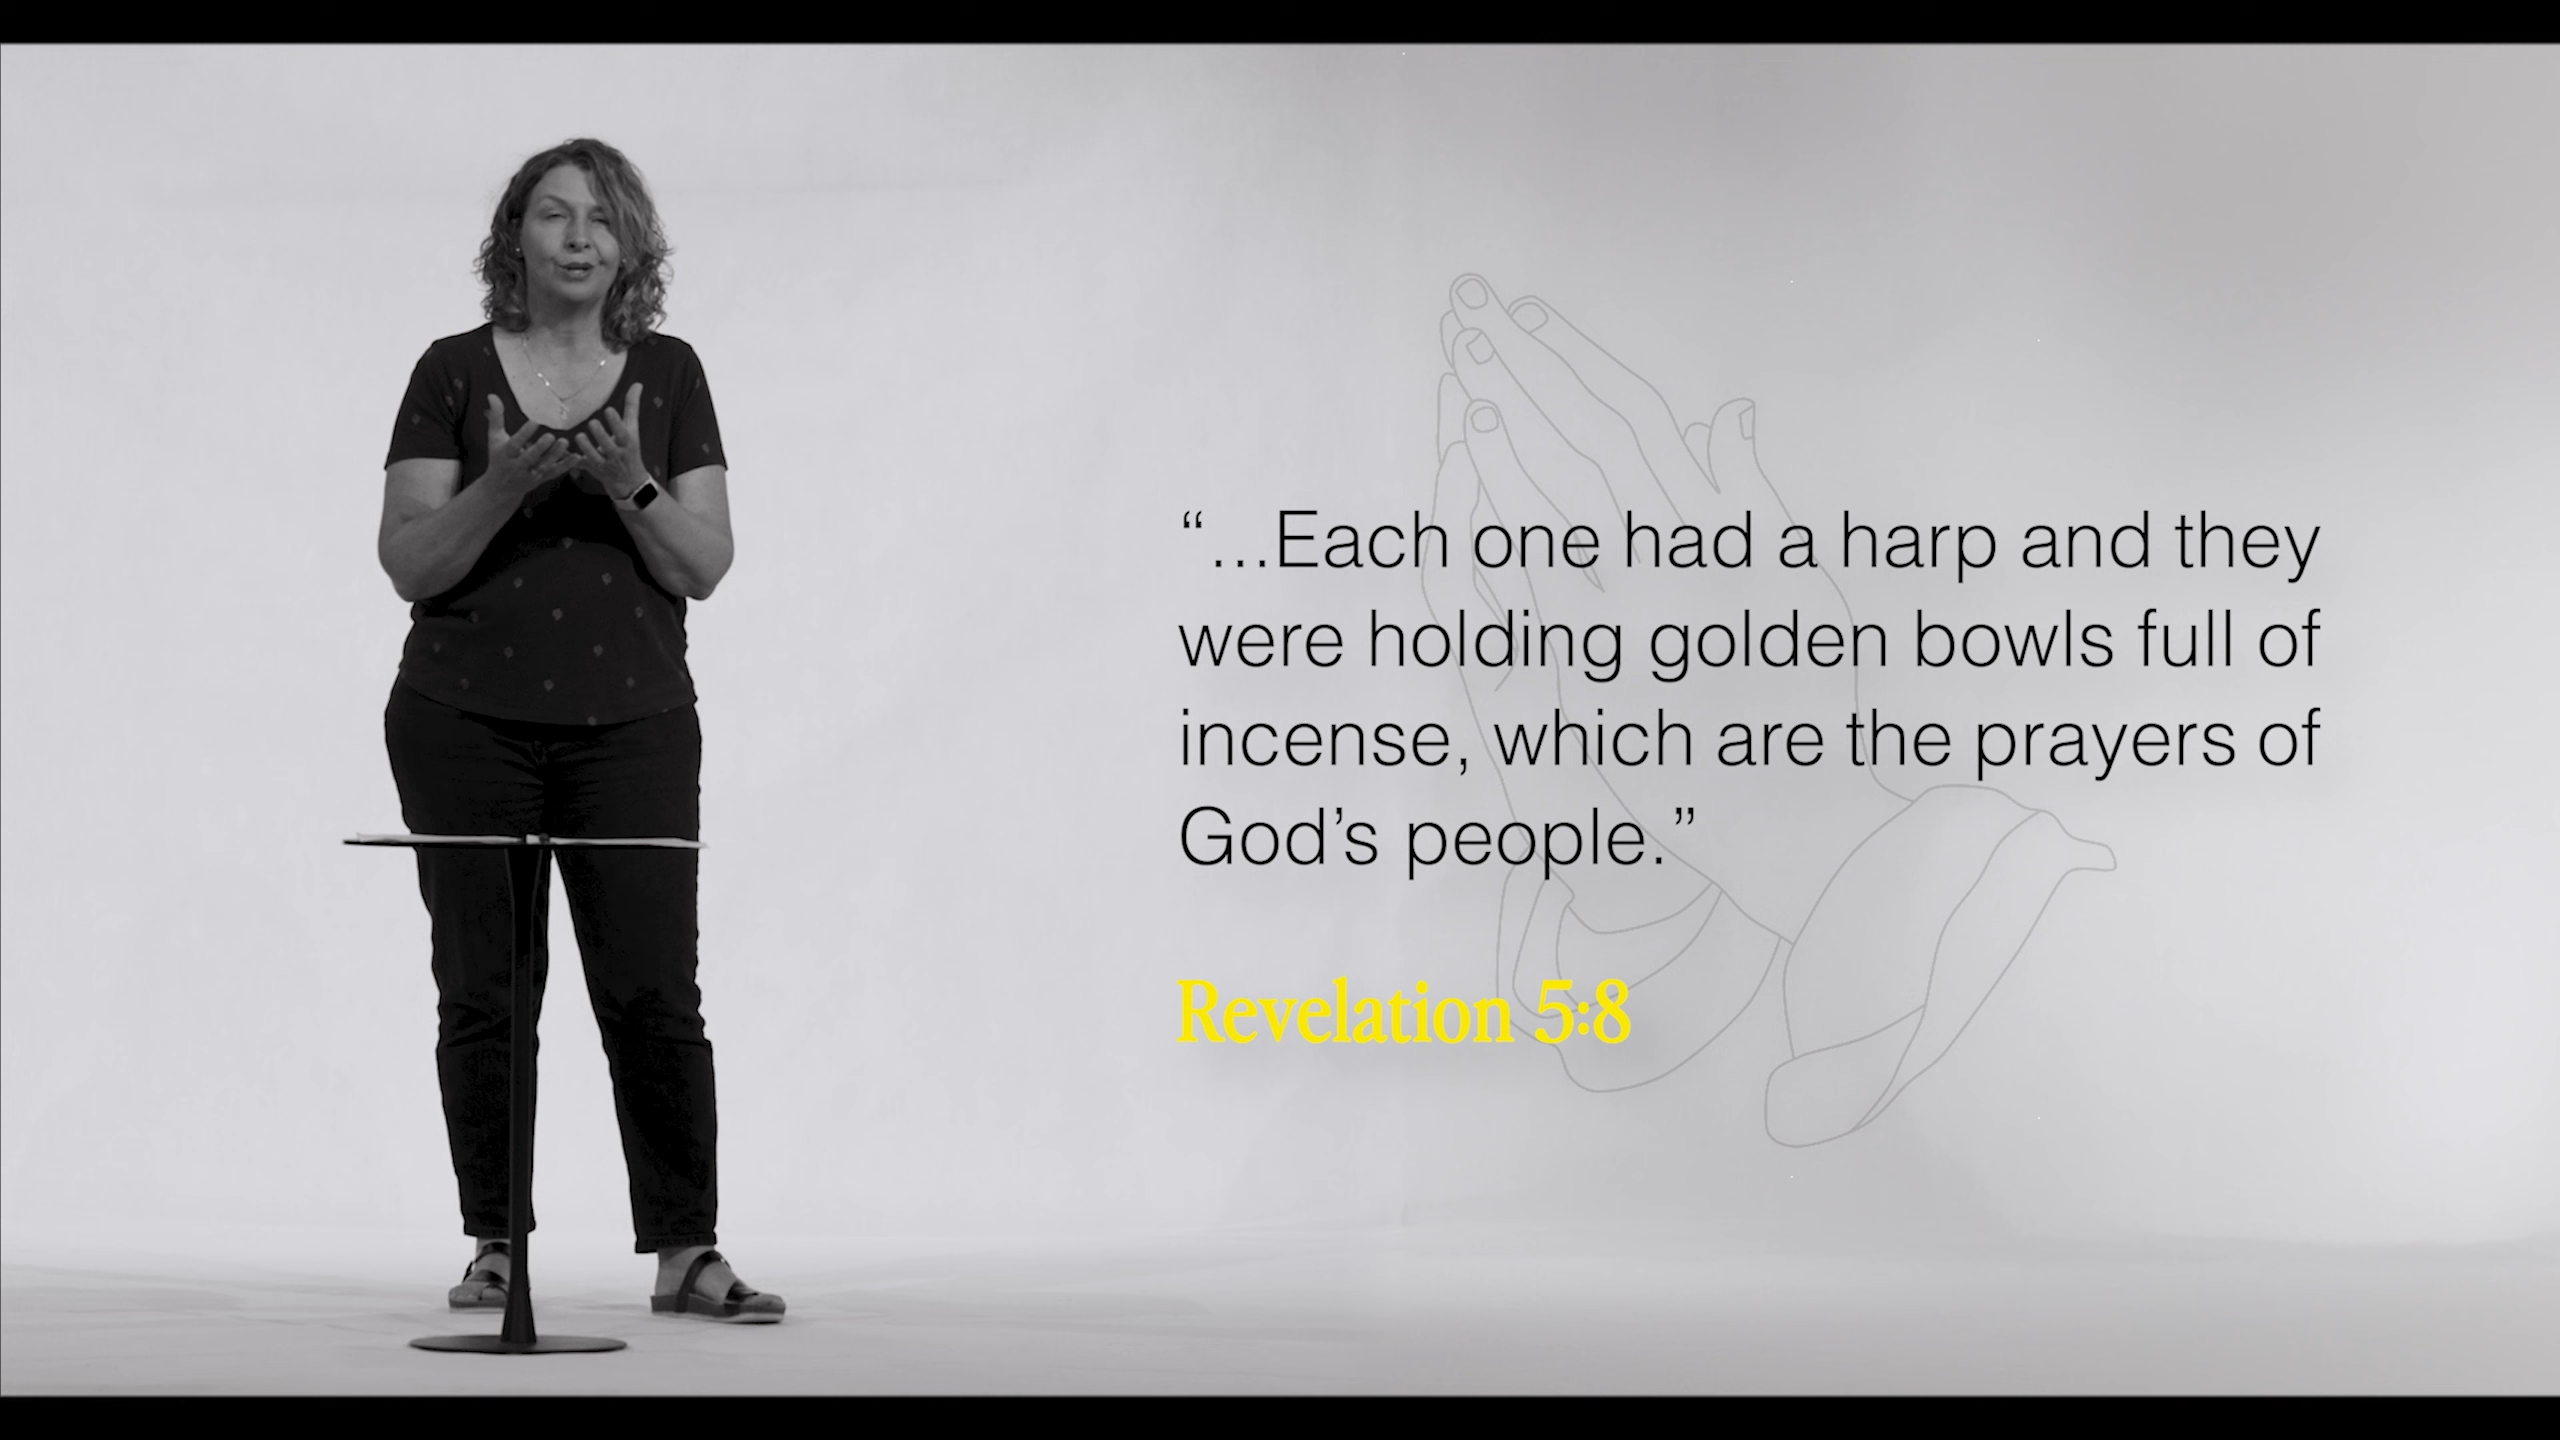 “...Each one had a harp and they
were holding golden bowls full of
incense, which are the prayers of
God’s people.”
Revelation 5:8